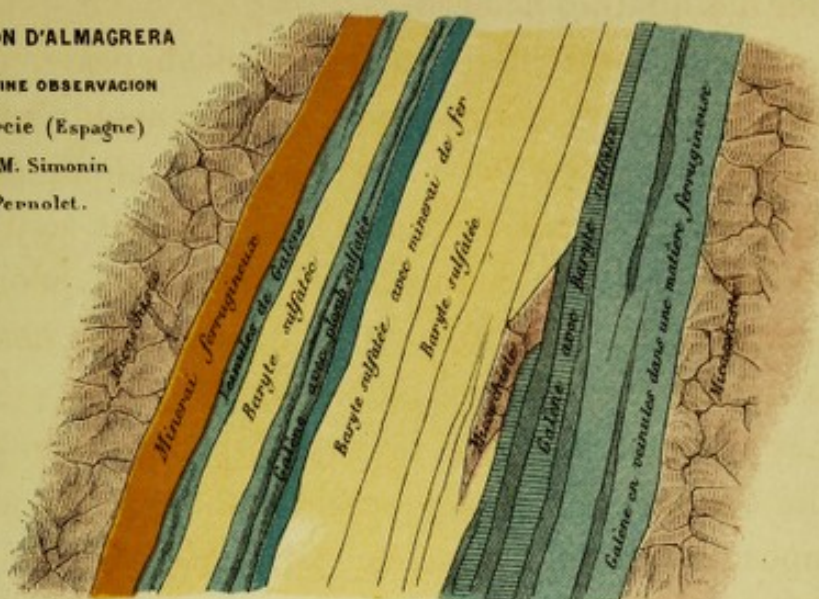 N D'ALMAGRERA
INE OBSERVACION
cie (Espagne)
M. Simonin
Pernolet.
Micaschiste
Minerai ferrugineux
Veinules de Galène
Baryte sulfatée
Galène avec plomb sulfaté
Baryte sulfatée avec minerai de fer
Baryte sulfatée
Micaschiste
Galène avec Baryte sulfatée
Galène en veinules dans une matière ferrugineuse
Micaschiste